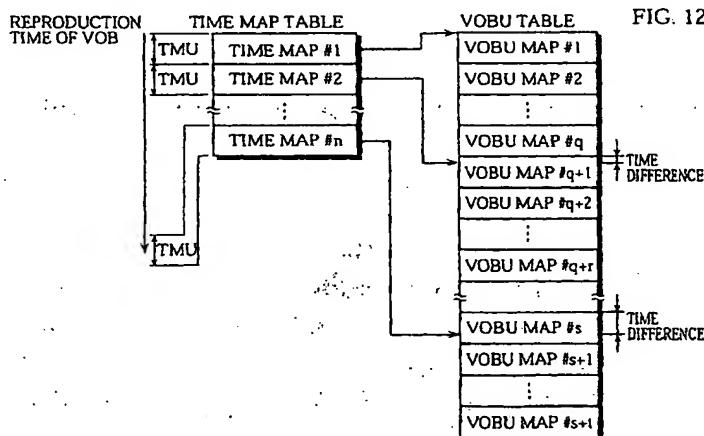 FIG. 12
REPRODUCTION
TIME OF VOB
TIME MAP TABLE
TMU
TIME MAP #1
TMU
TIME MAP #2
TIME MAP #n
TMU
VOBU TABLE
VOBU MAP #1
VOBU MAP #2
VOBU MAP #q
VOBU MAP #q+1
VOBU MAP #q+2
VOBU MAP #q+r
VOBU MAP #s
VOBU MAP #s+1
VOBU MAP #s+t
TIME
DIFFERENCE
TIME
DIFFERENCE